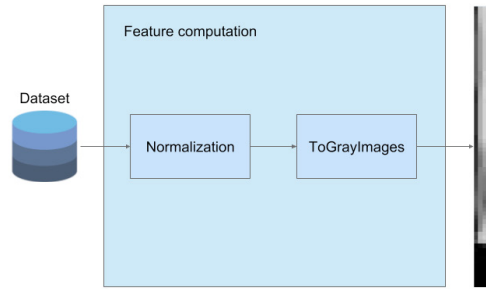 Feature computation
Dataset
Normalization
ToGrayImages